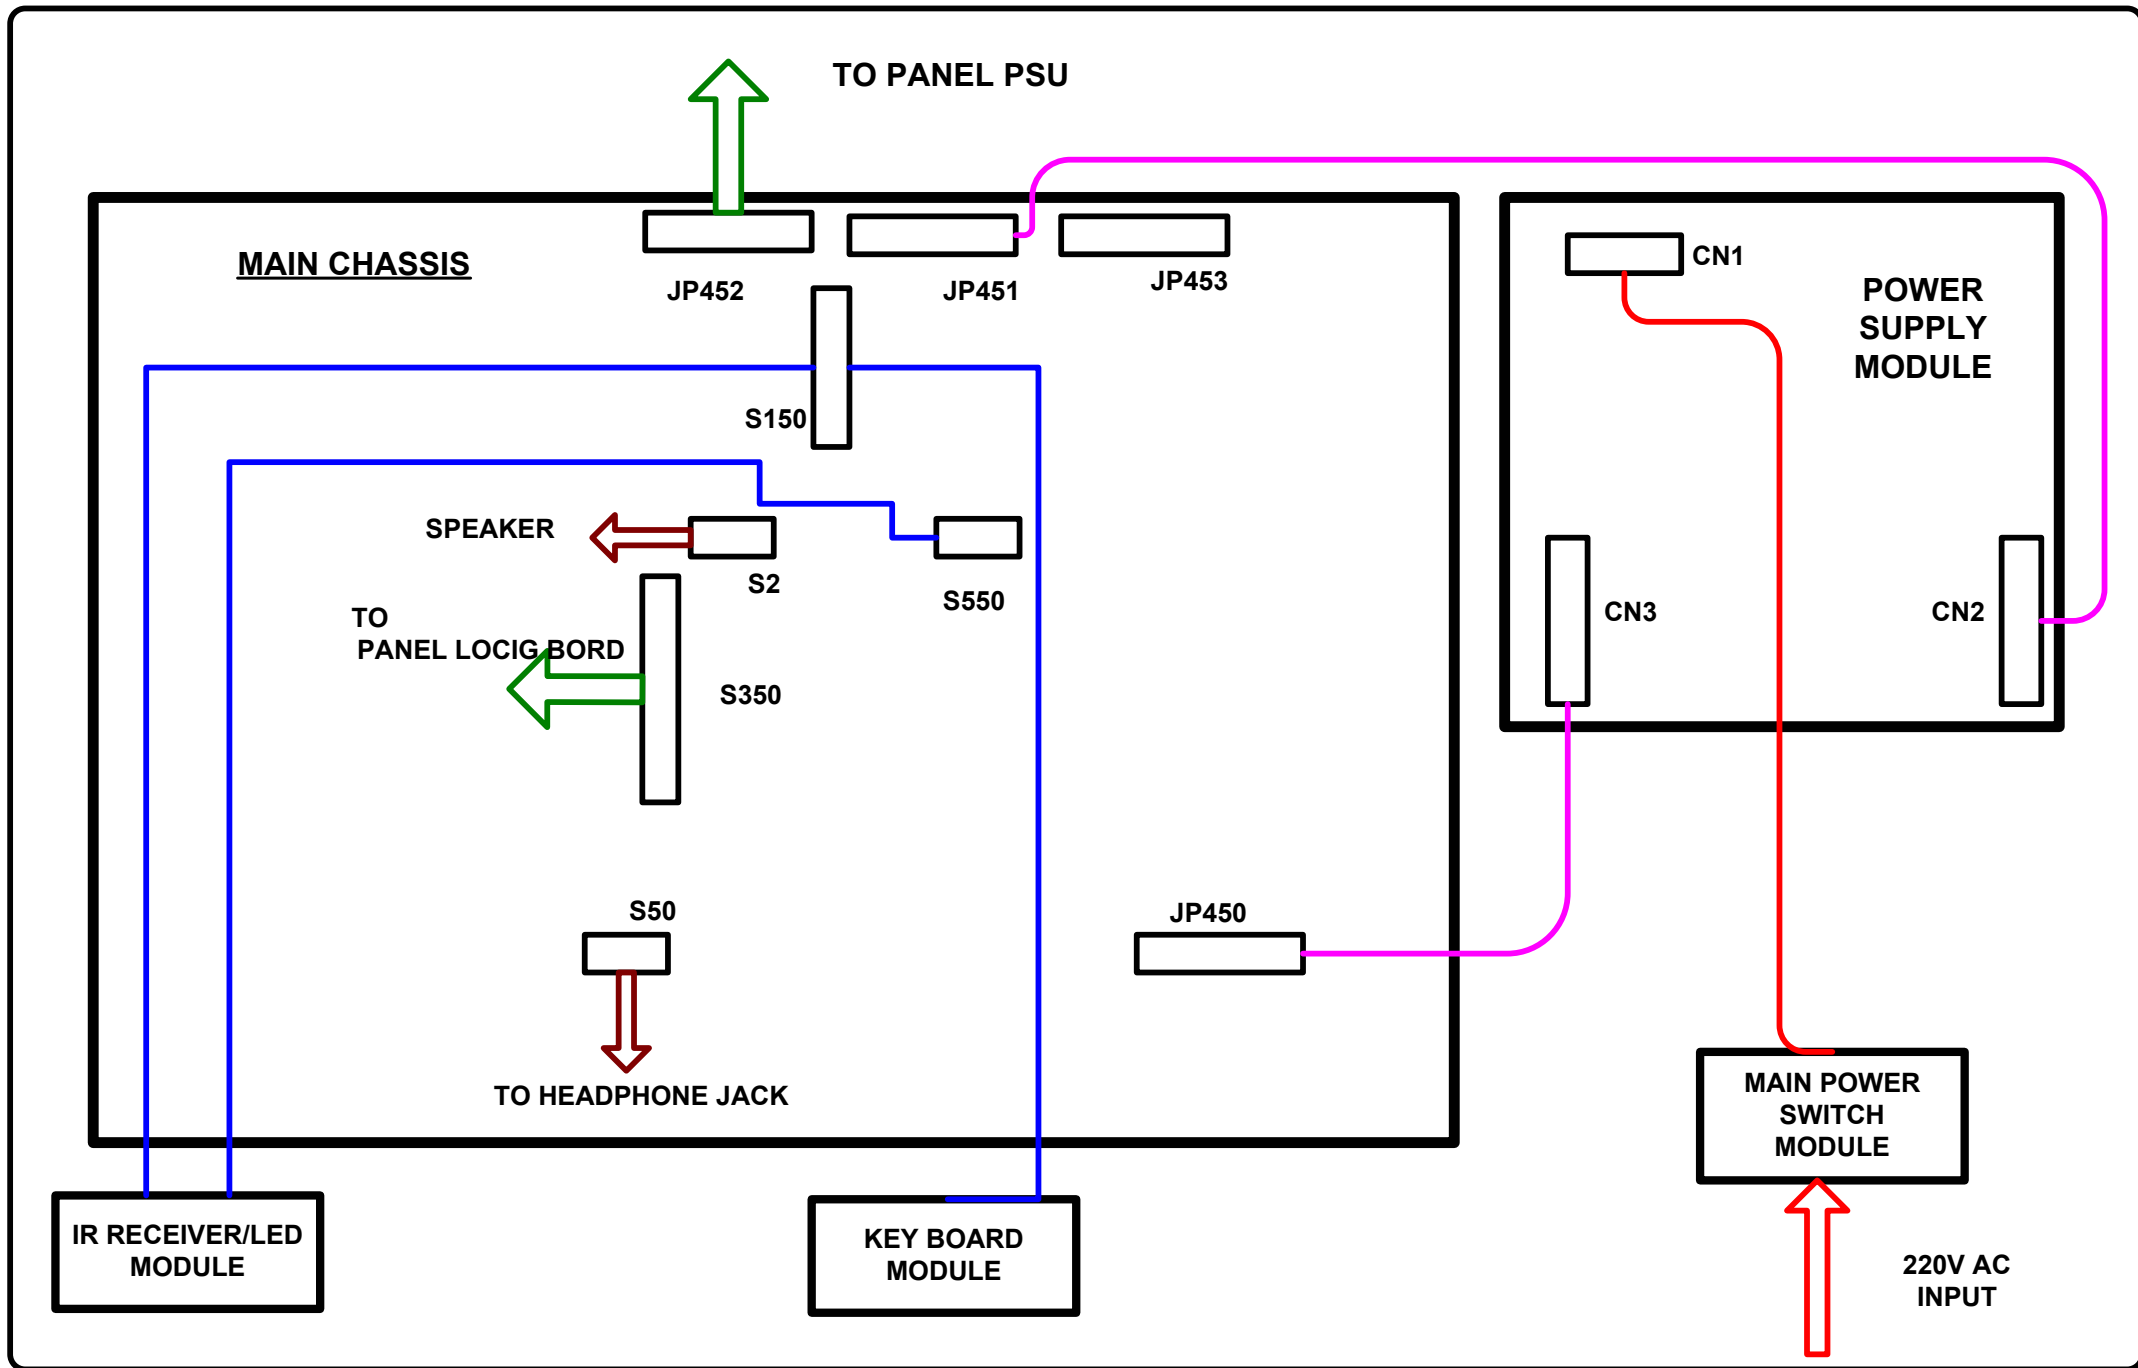 TO PANEL PSU
MAIN CHASSIS
JP452
JP451
JP453
CN1
POWER
SUPPLY
MODULE
S150
SPEAKER
S2
S550
TO
PANEL LOCIG BORD
S350
CN3
CN2
S50
JP450
TO HEADPHONE JACK
MAIN POWER
SWITCH
MODULE
IR RECEIVER/LED
MODULE
KEY BOARD
MODULE
220V AC
INPUT